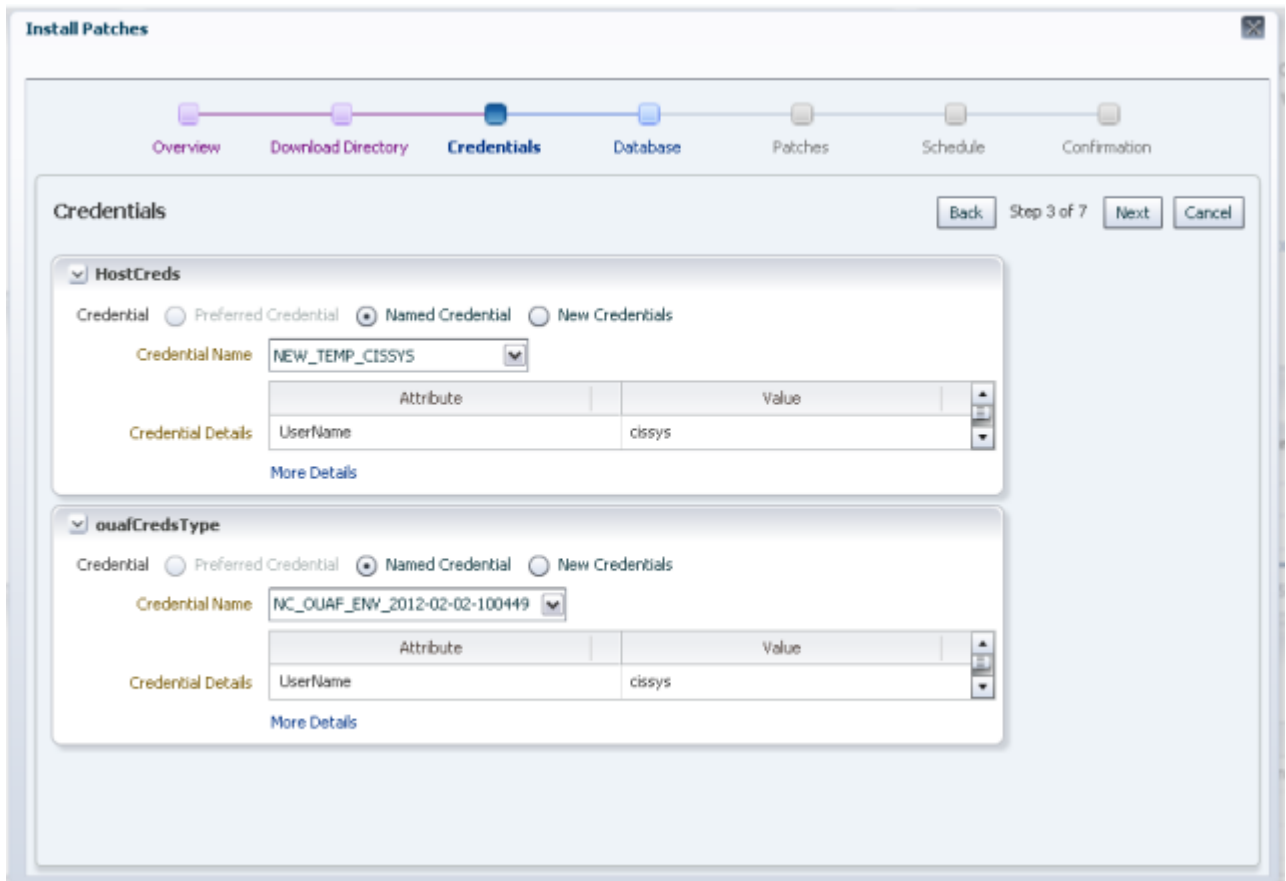 Install Patches
Overview Download Directory Credentials Database Patches Schedule Confirmation
Credentials Back Step 3 of 7 Next Cancel
HostCreds
Credential Preferred Credential Named Credential New Credentials
Credential Name NEW_TEMP_CISSYS
Attribute Value
Credential Details UserName cissys
More Details
ouafCredsType
Credential Preferred Credential Named Credential New Credentials
Credential Name NC_OUAF_ENV_2012-02-02-100449
Attribute Value
Credential Details UserName cissys
More Details